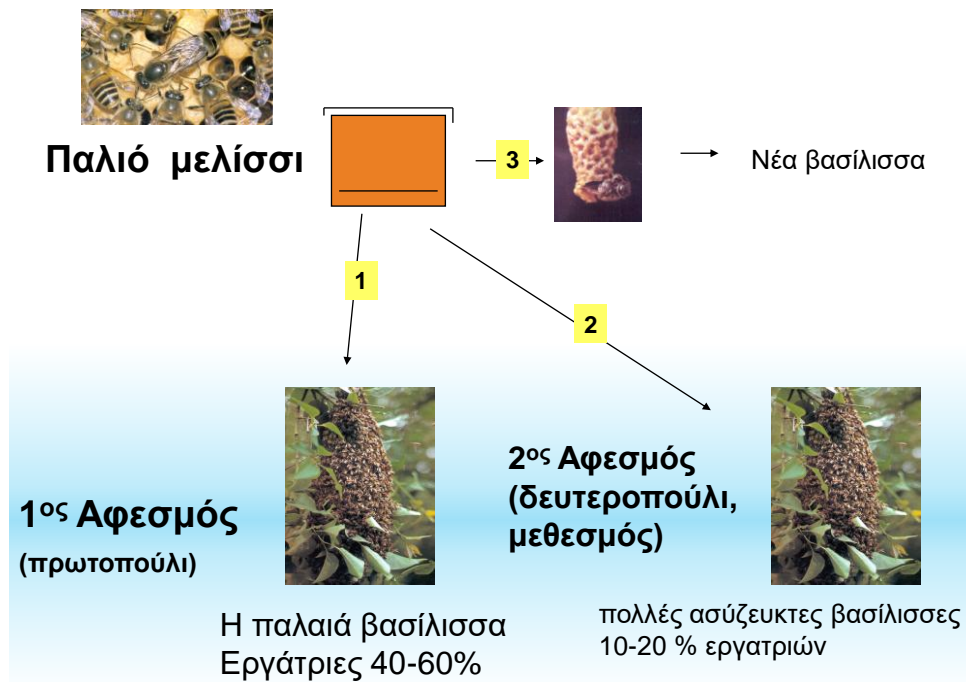 Παλιό μελίσσι
3
Νέα βασίλισσα
1
2
1ος Αφεσμός
(πρωτοπούλι)
2ος Αφεσμός
(δευτεροπούλι,
μεθεσμός)
Η παλαιά βασίλισσα
Εργάτριες 40-60%
πολλές ασύζευκτες βασίλισσες
10-20 % εργατριών